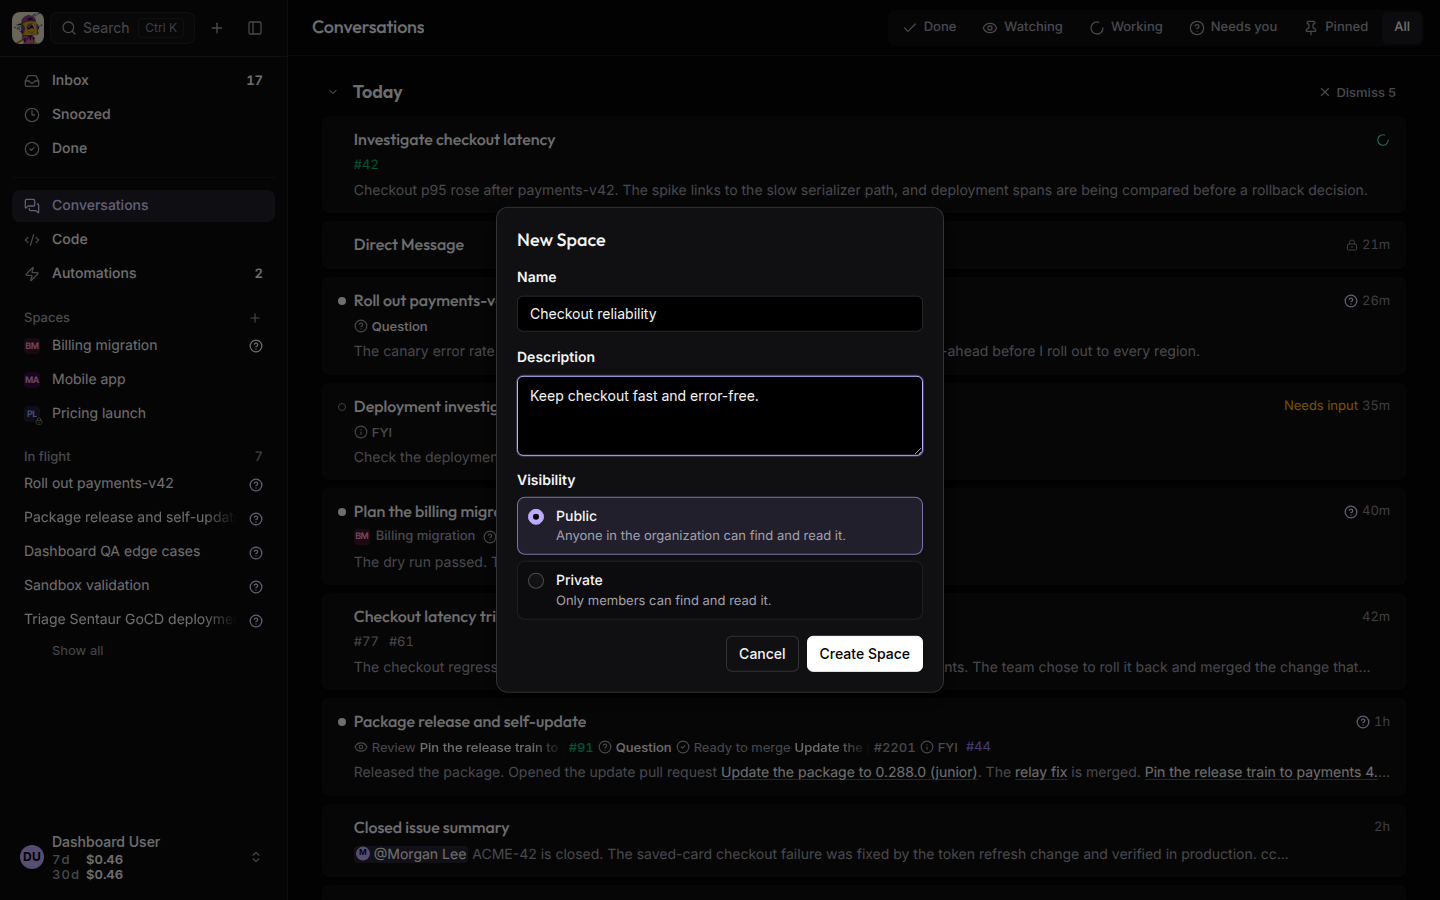 Search Ctrl K
Inbox 17
Snoozed
Done
Conversations
Code
Automations 2
Spaces
BM Billing migration
MA Mobile app
PL Pricing launch
In flight 7
Roll out payments-v42
Package release and self-updat
Dashboard QA edge cases
Sandbox validation
Triage Sentaur GoCD deployme
Show all
DU Dashboard User
7d $0.46
30d $0.46
Conversations
Done Watching Working Needs you Pinned All
Today Dismiss 5
Investigate checkout latency
#42
Checkout p95 rose after payments-v42. The spike links to the slow serializer path, and deployment spans are being compared before a rollback decision.
Direct Message 21m
Roll out payments-v 26m
Question
The canary error rate -ahead before I roll out to every region.
Deployment investig Needs input 35m
FYI
Check the deploymen
Plan the billing migra 40m
BM Billing migration
The dry run passed.
Checkout latency tri 42m
#77 #61
The checkout regress nts. The team chose to roll it back and merged the change that...
Package release and self-update 1h
Review Pin the release train to #91 Question Ready to merge Update the #2201 FYI #44
Released the package. Opened the update pull request Update the package to 0.288.0 (junior). The relay fix is merged. Pin the release train to payments 4....
Closed issue summary 2h
M @Morgan Lee ACME-42 is closed. The saved-card checkout failure was fixed by the token refresh change and verified in production. cc...
New Space
Name
Checkout reliability
Description
Keep checkout fast and error-free.
Visibility
Public
Anyone in the organization can find and read it.
Private
Only members can find and read it.
Cancel Create Space